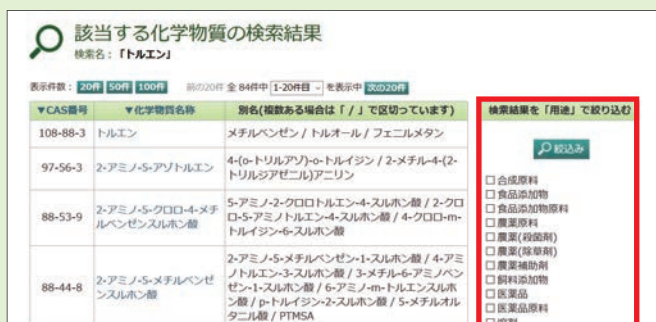 該当する化学物質の検索結果
検索名：「トルエン」
表示件数： 20件 50件 100件 前の20件 全 84件中 1-20件目 を表示中 次の20件
▼CAS番号 ▼化学物質名称 別名(複数ある場合は「 / 」で区切っています)
108-88-3 トルエン メチルベンゼン / トルオール / フェニルメタン
97-56-3 2-アミノ-5-アゾトルエン 4-(o-トリルアゾ)-o-トルイジン / 2-メチル-4-(2-
トリルジアゼニル)アニリン
88-53-9 2-アミノ-5-クロロ-4-メチ
ルベンゼンスルホン酸
5-アミノ-2-クロロトルエン-4-スルホン酸 / 2-クロ
ロ-5-アミノトルエン-4-スルホン酸 / 4-クロロ-m-
トルイジン-6-スルホン酸
88-44-8 2-アミノ-5-メチルベンゼ
ンスルホン酸
2-アミノ-5-メチルベンゼン-1-スルホン酸 / 4-アミ
ノトルエン-3-スルホン酸 / 3-メチル-6-アミノベン
ゼン-1-スルホン酸 / 6-アミノ-m-トルエンスルホ
ン酸 / p-トルイジン-2-スルホン酸 / 5-メチルオル
タニル酸 / PTMSA
検索結果を「用途」で絞り込む
絞込み
合成原料
食品添加物
食品添加物原料
農薬原料
農薬(殺菌剤)
農薬(除草剤)
農薬補助剤
飼料添加物
医薬品
医薬品原料